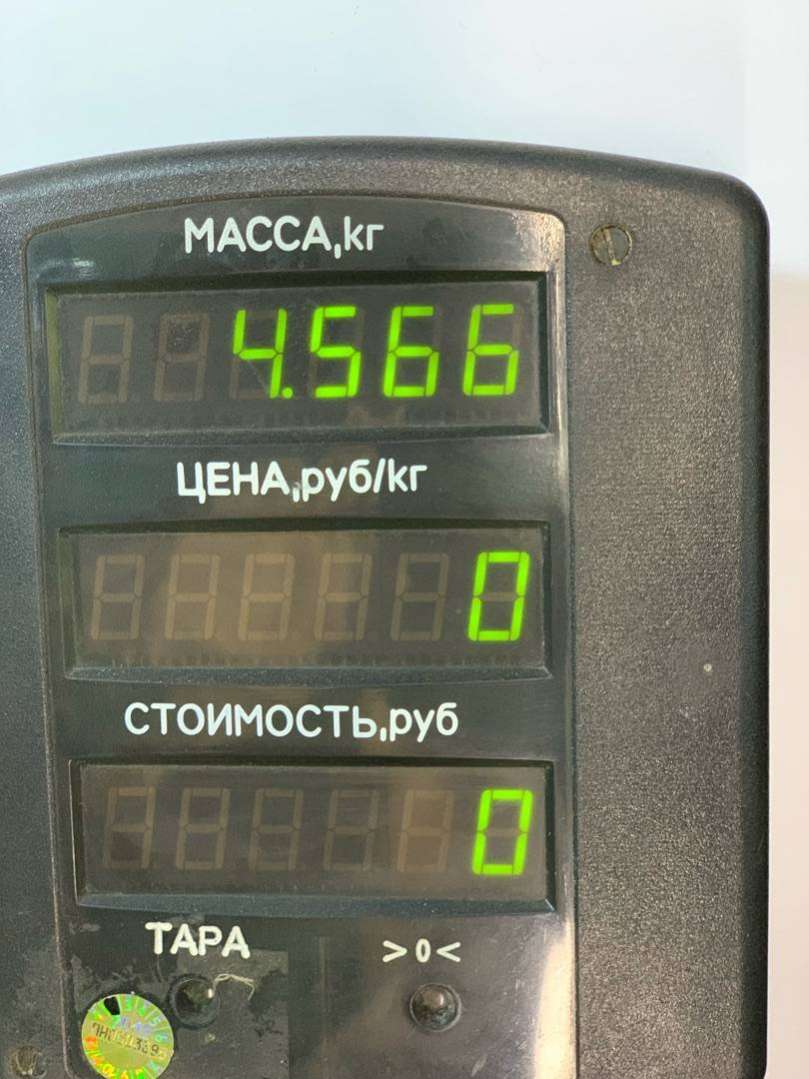 МАССА,кг
4.566
ЦЕНА,руб/кг
0
СТОИМОСТЬ,руб
0
ТАРА >0<